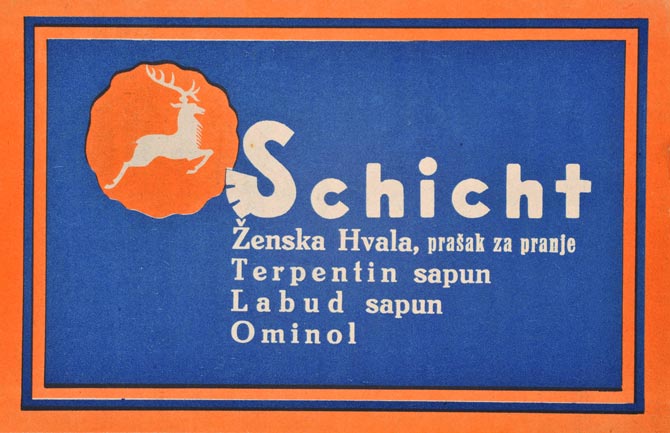 Schicht
Ženska Hvala, prašak za pranje
Terpentin sapun
Labud sapun
Ominol